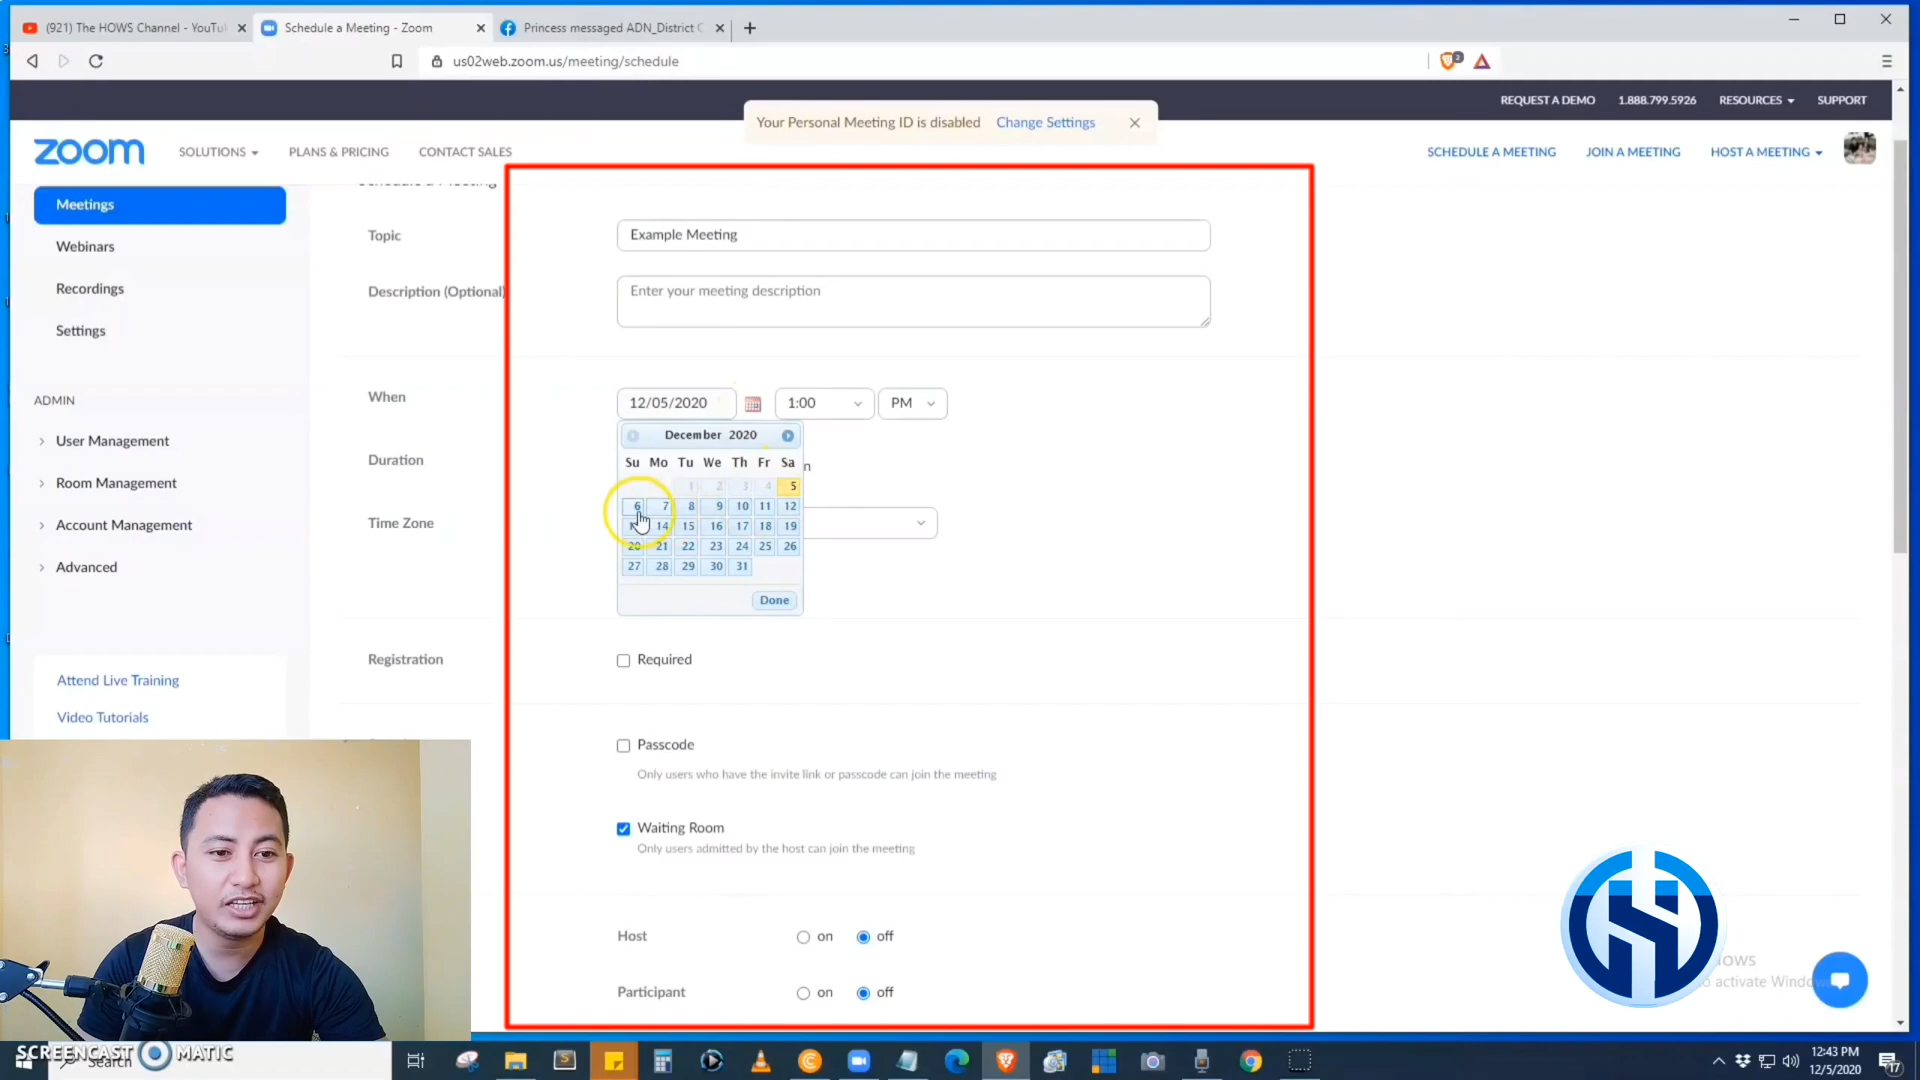 (921) The HOWS Channel - YouTu
Schedule a Meeting - Zoom
Princess messaged ADN_District C
us02web.zoom.us/meeting/schedule
2
REQUEST A DEMO 1.888.799.5926 RESOURCES SUPPORT
Your Personal Meeting ID is disabled Change Settings
zoom SOLUTIONS PLANS & PRICING CONTACT SALES
SCHEDULE A MEETING JOIN A MEETING HOST A MEETING
Meetings
Webinars
Recordings
Settings
ADMIN
User Management
Room Management
Account Management
Advanced
Attend Live Training
Video Tutorials
Schedule a Meeting
Topic Example Meeting
Description (Optional) Enter your meeting description
When 12/05/2020 1:00 PM
December 2020
Duration
Su Mo Tu We Th Fr Sa
1 2 3 4 5
6 7 8 9 10 11 12
Time Zone
14 15 16 17 18 19
20 21 22 23 24 25 26
27 28 29 30 31
Done
Registration Required
Passcode
Only users who have the invite link or passcode can join the meeting
Waiting Room
Only users admitted by the host can join the meeting
Host on off
Participant on off
SCREENCAST MATIC
Search
12:43 PM
12/5/2020
17